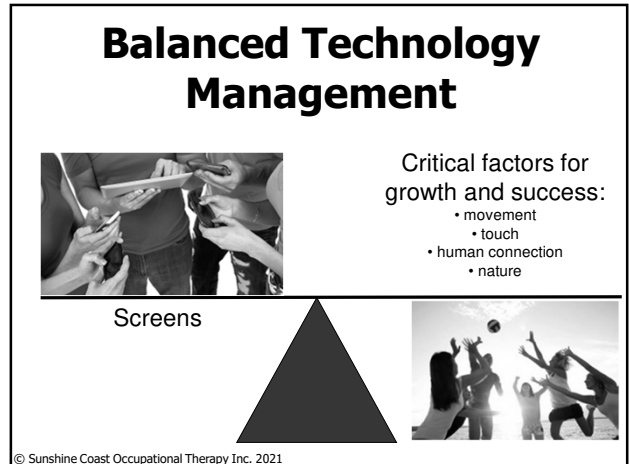 Balanced Technology
Management
Critical factors for
growth and success:
• movement
• touch
• human connection
• nature
Screens
© Sunshine Coast Occupational Therapy Inc. 2021